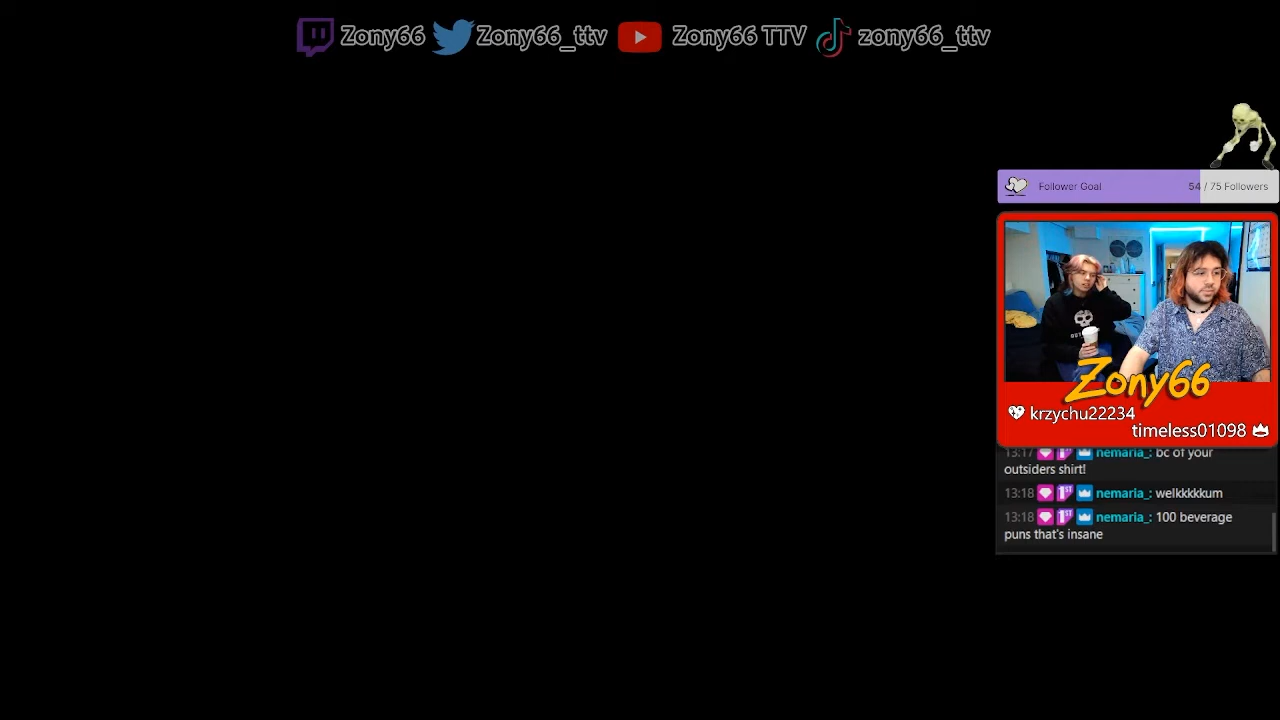 Zony66 Zony66_ttv Zony66 TTV zony66_ttv
Follower Goal 54 / 75 Followers
Zony66
krzychu22234
timeless01098
13:17 nemaria_: bc of your
outsiders shirt!
13:18 nemaria_: welkkkkkum
13:18 nemaria_: 100 beverage
puns that's insane